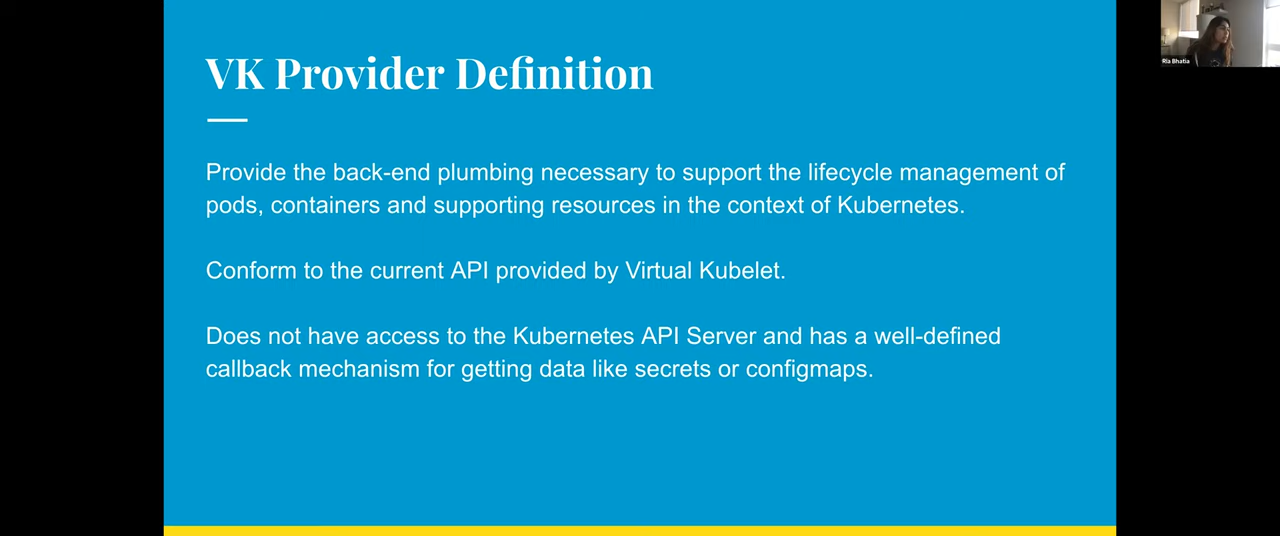 VK Provider Definition
Provide the back-end plumbing necessary to support the lifecycle management of
pods, containers and supporting resources in the context of Kubernetes.
Conform to the current API provided by Virtual Kubelet.
Does not have access to the Kubernetes API Server and has a well-defined
callback mechanism for getting data like secrets or configmaps.
Ria Bhatia